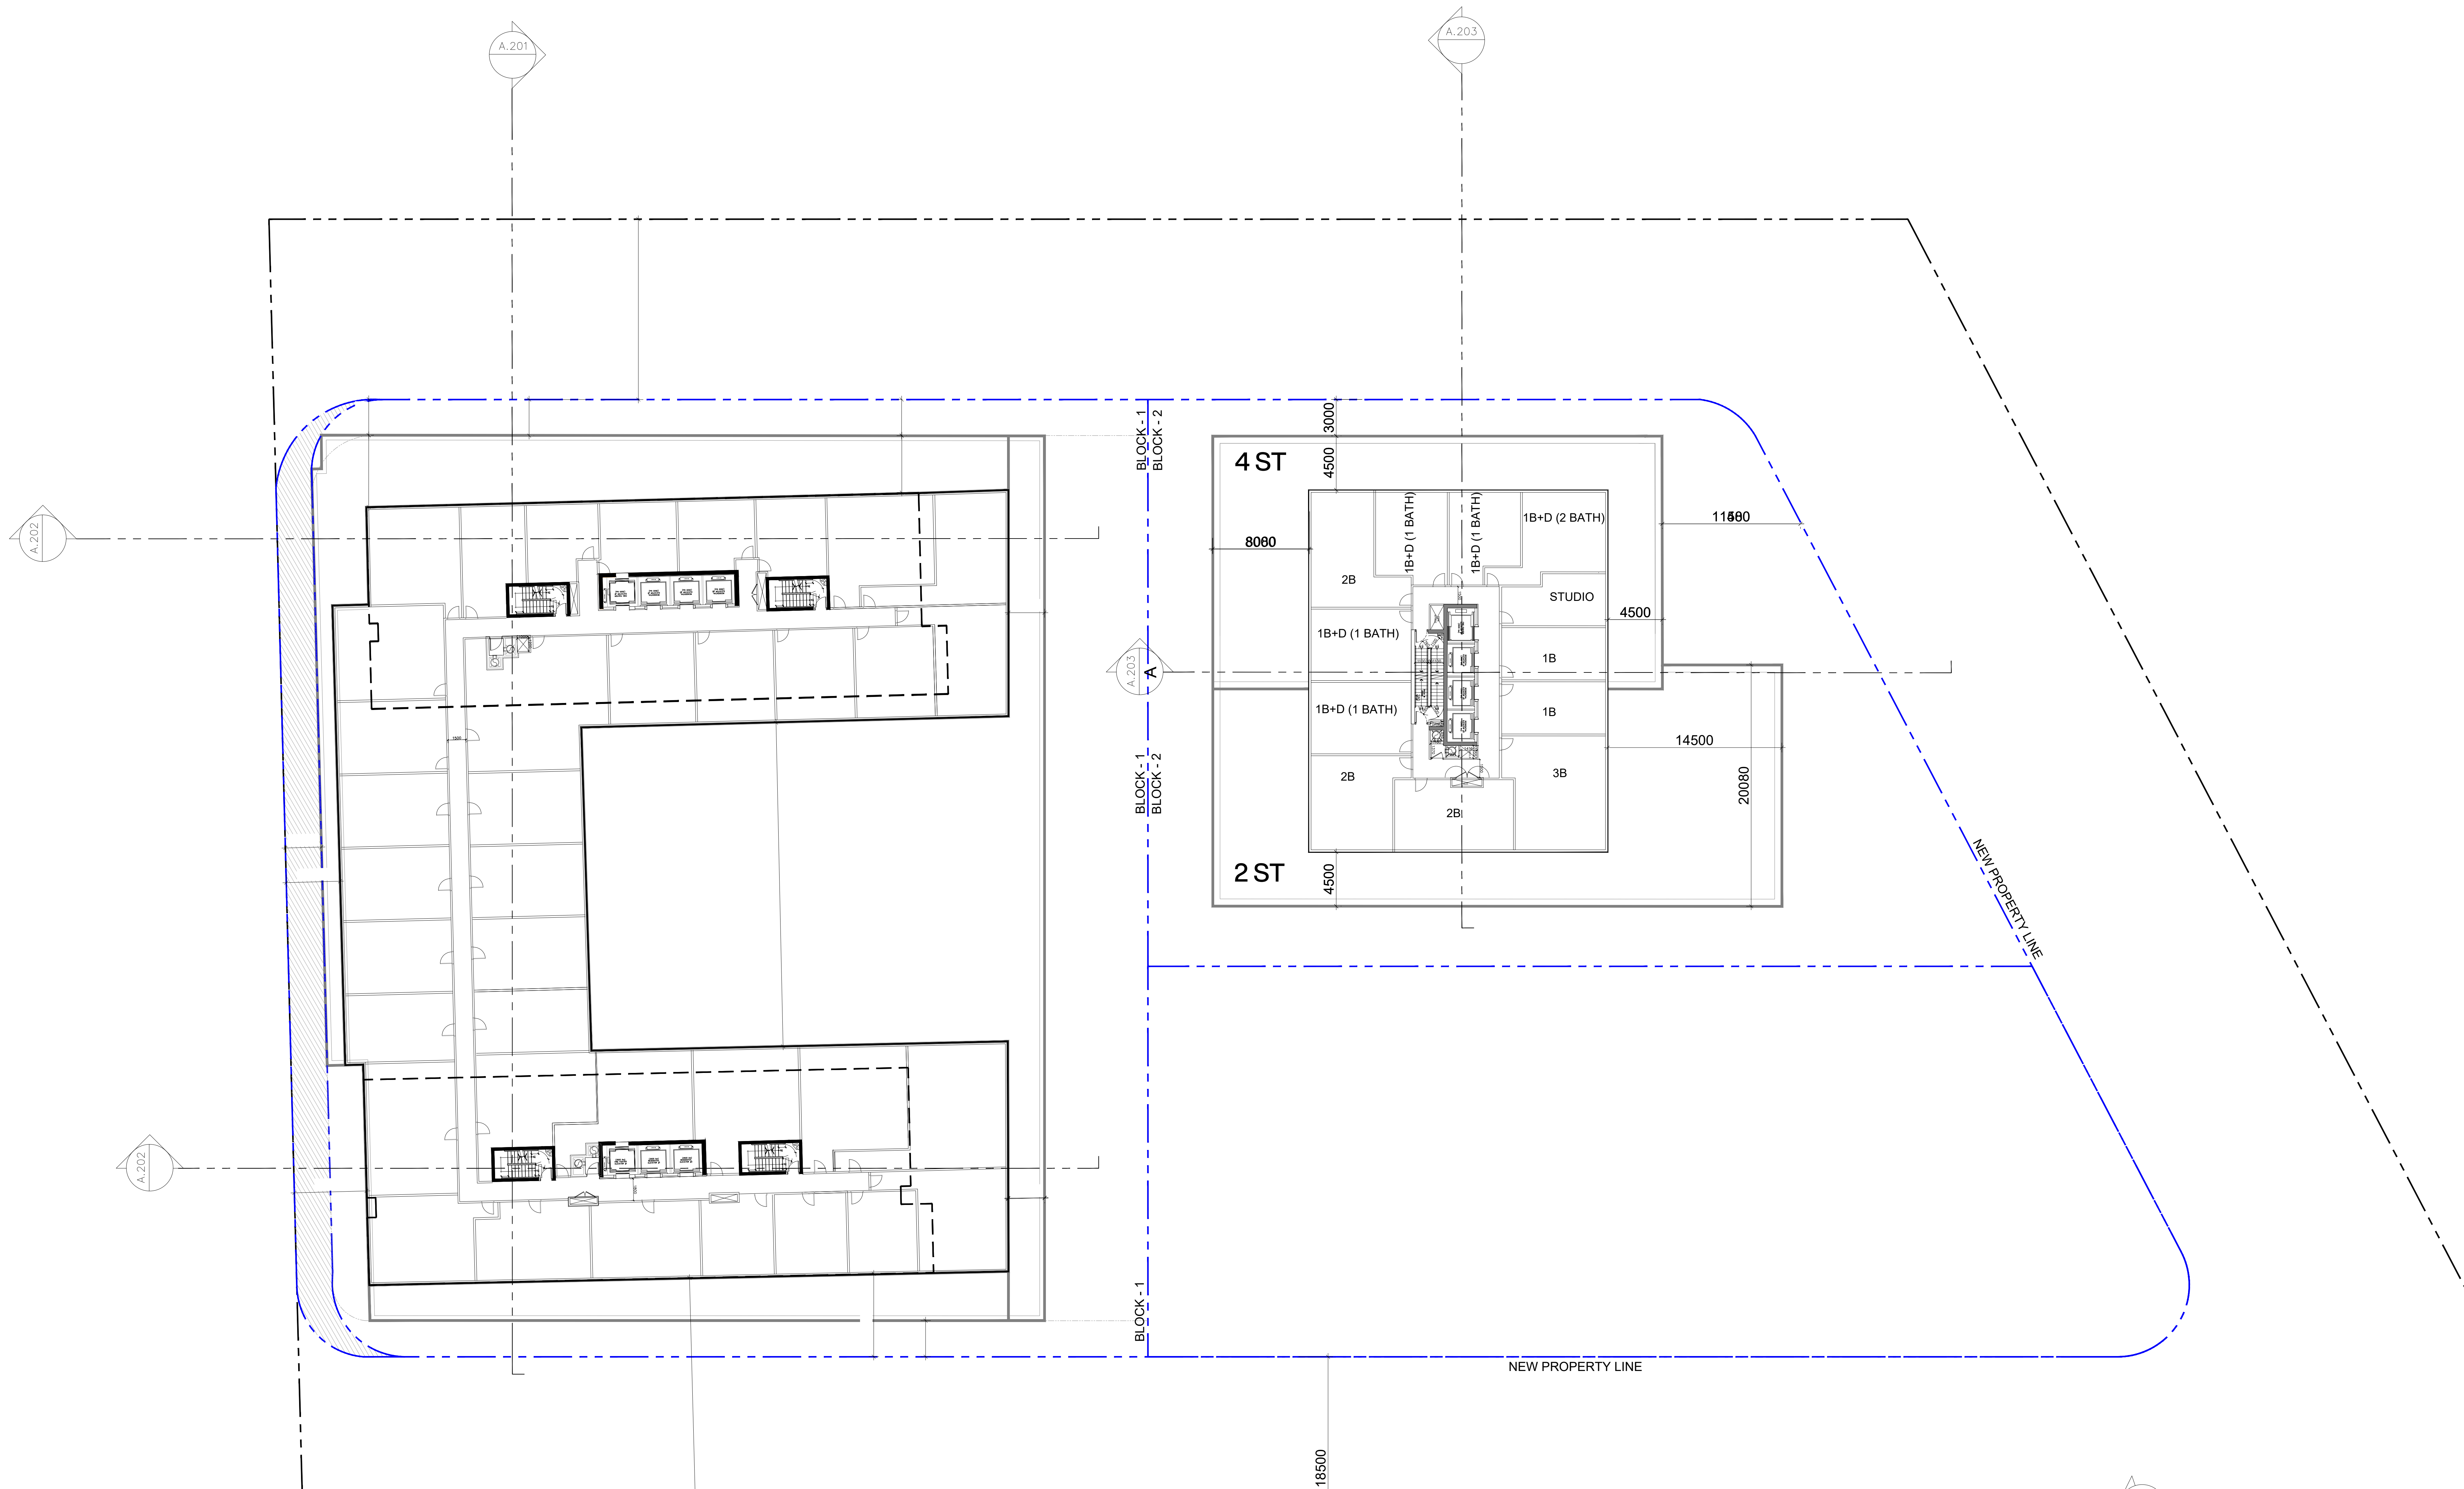 A.201
A.203
BLOCK - 1
BLOCK - 2
3000
4500
4 ST
1B+D (1 BATH)
1B+D (1 BATH)
1B+D (2 BATH)
A.202
2B
STUDIO
4500
1B+D (1 BATH)
1B
A.203
A
1B+D (1 BATH)
1B
14500
1500
BLOCK - 1
BLOCK - 2
2B
3B
20080
2B
2 ST
4500
NEW PROPERTY LINE
A.202
BLOCK - 1
NEW PROPERTY LINE
18500